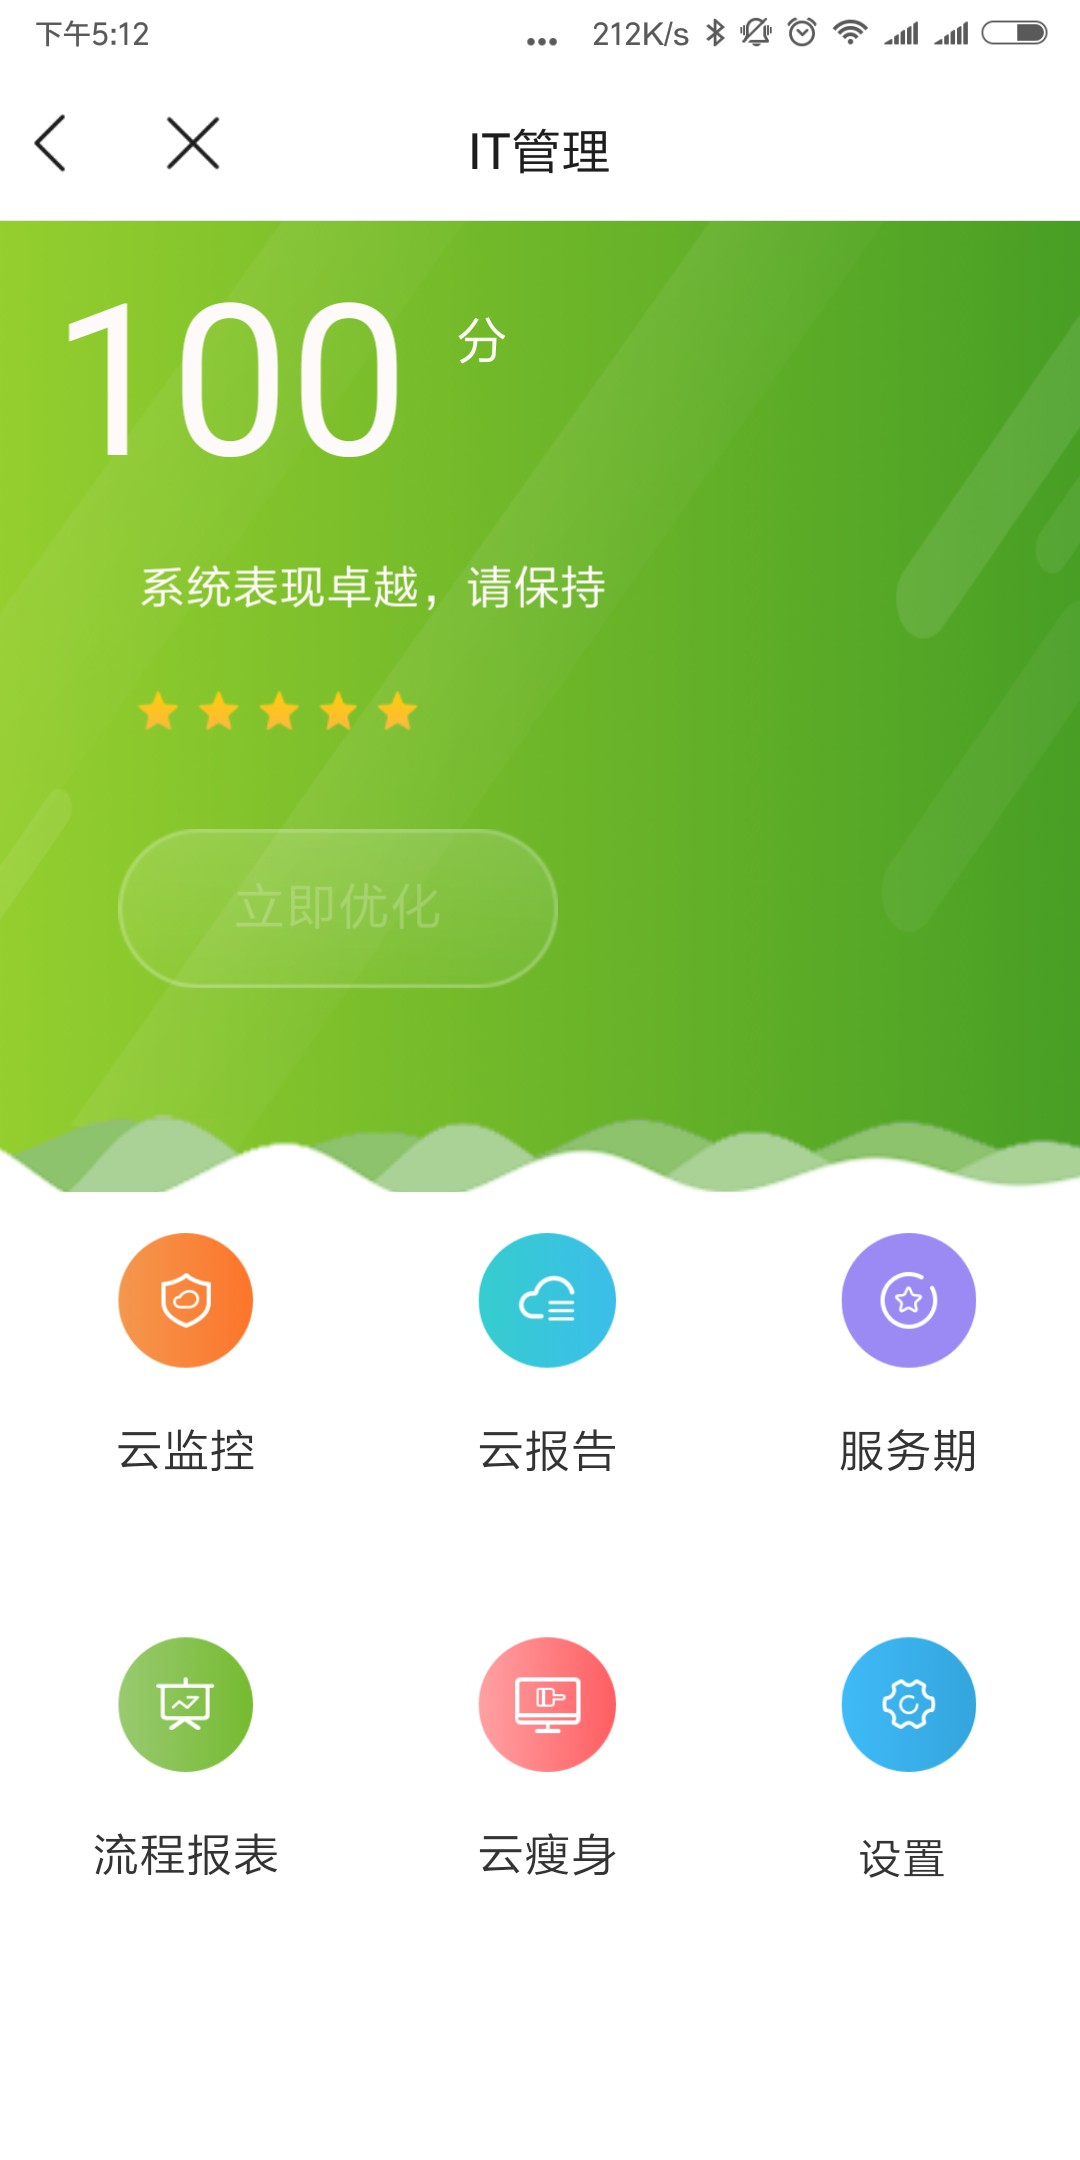 下午5:12
... 212K/s
IT管理
100 分
系统表现卓越，请保持
立即优化
云监控 云报告 服务期
流程报表 云瘦身 设置